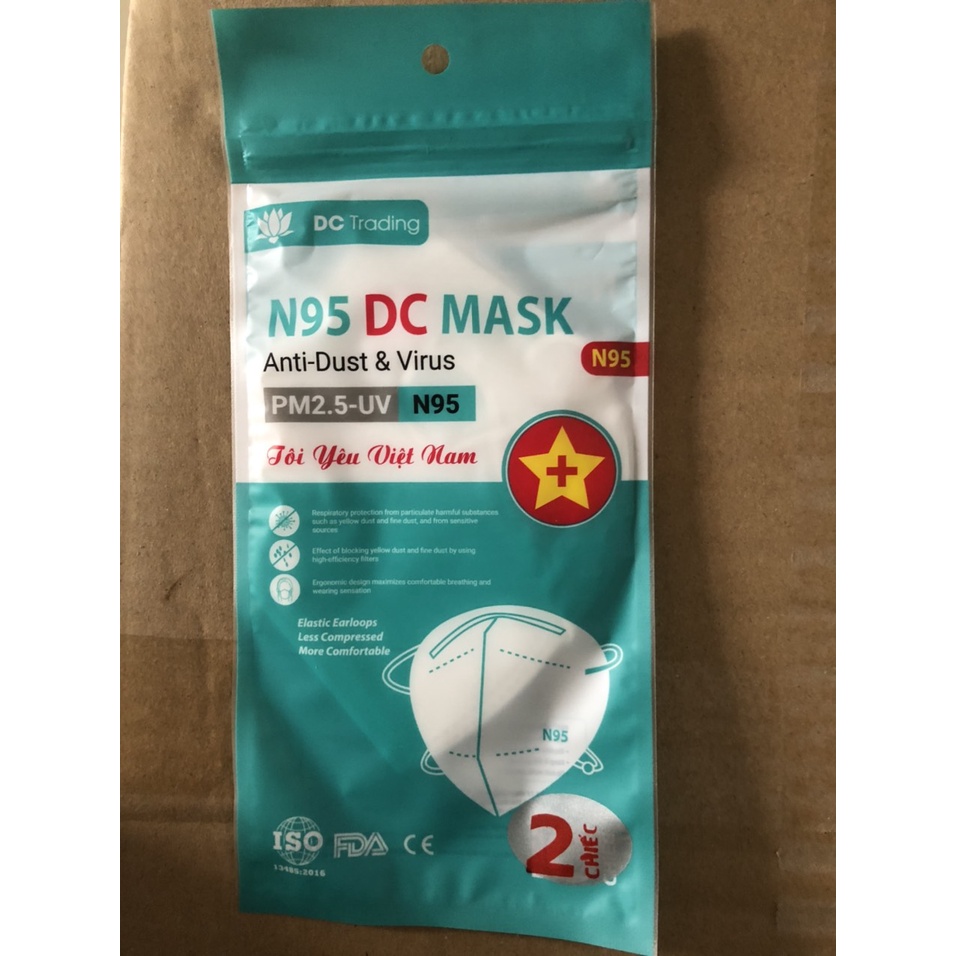 DC Trading
N95 DC MASK
Anti-Dust & Virus
N95
PM2.5-UV N95
Tôi Yêu Việt Nam
Respiratory protection from particulate harmful substances
such as yellow dust and fine dust, and from sensitive
sources
Effect of blocking yellow dust and fine dust by using
high-efficiency filters
Ergonomic design maximizes comfortable breathing and
wearing sensation
Elastic Earloops
Less Compressed
More Comfortable
N95
ISO FDA CE
13485:2016
2 CHIẾC